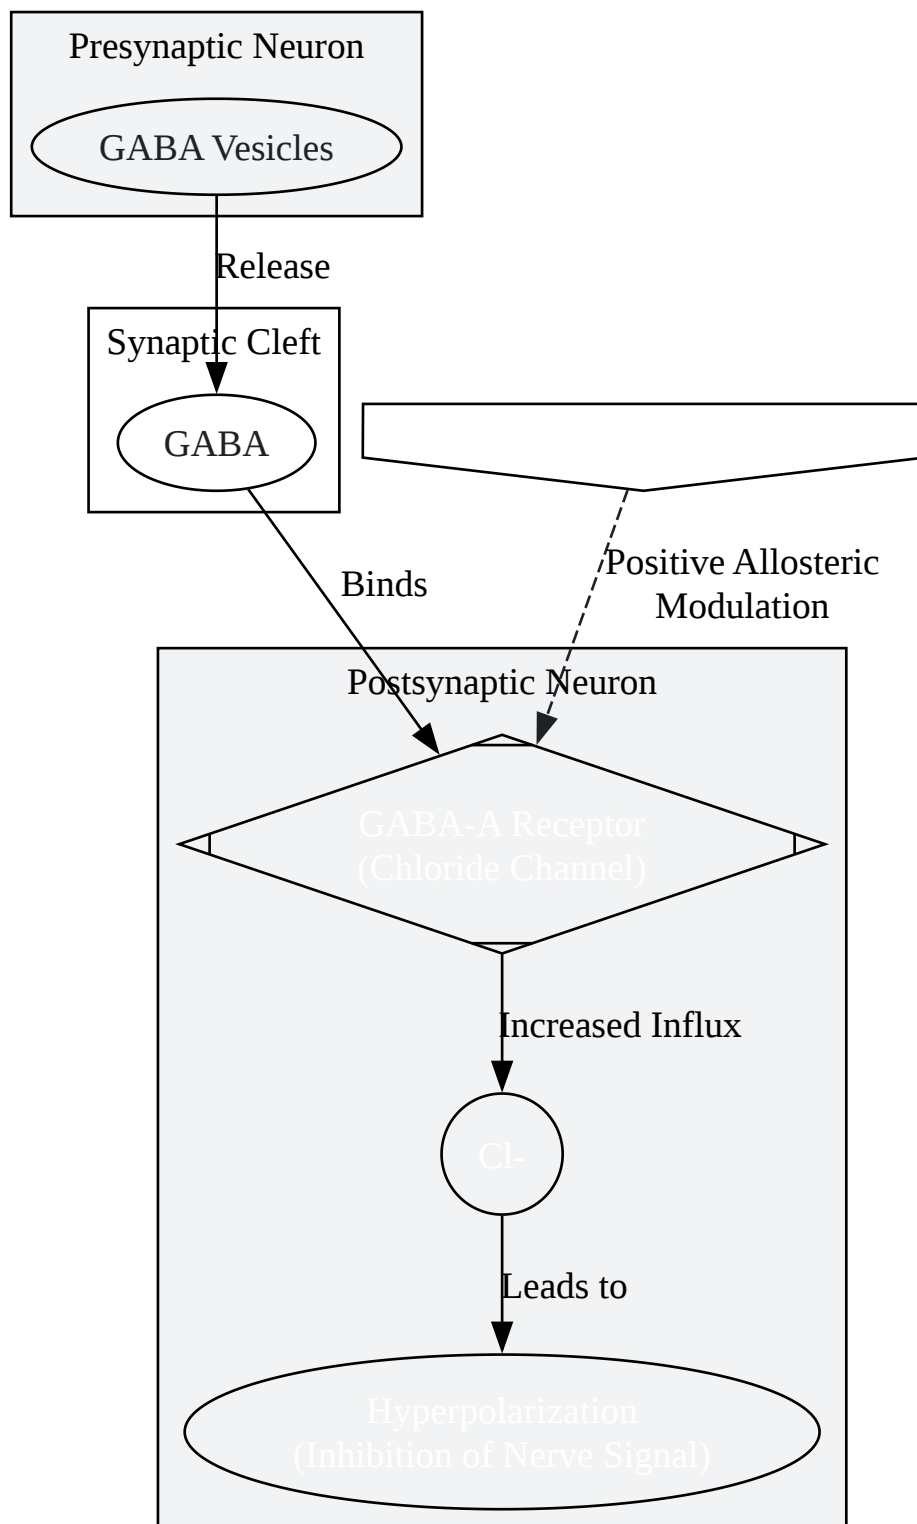 Presynaptic Neuron
GABA Vesicles
Release
Synaptic Cleft
GABA
Binds
Positive Allosteric
Modulation
Postsynaptic Neuron
GABA-A Receptor
(Chloride Channel)
Increased Influx
Cl-
Leads to
Hyperpolarization
(Inhibition of Nerve Signal)